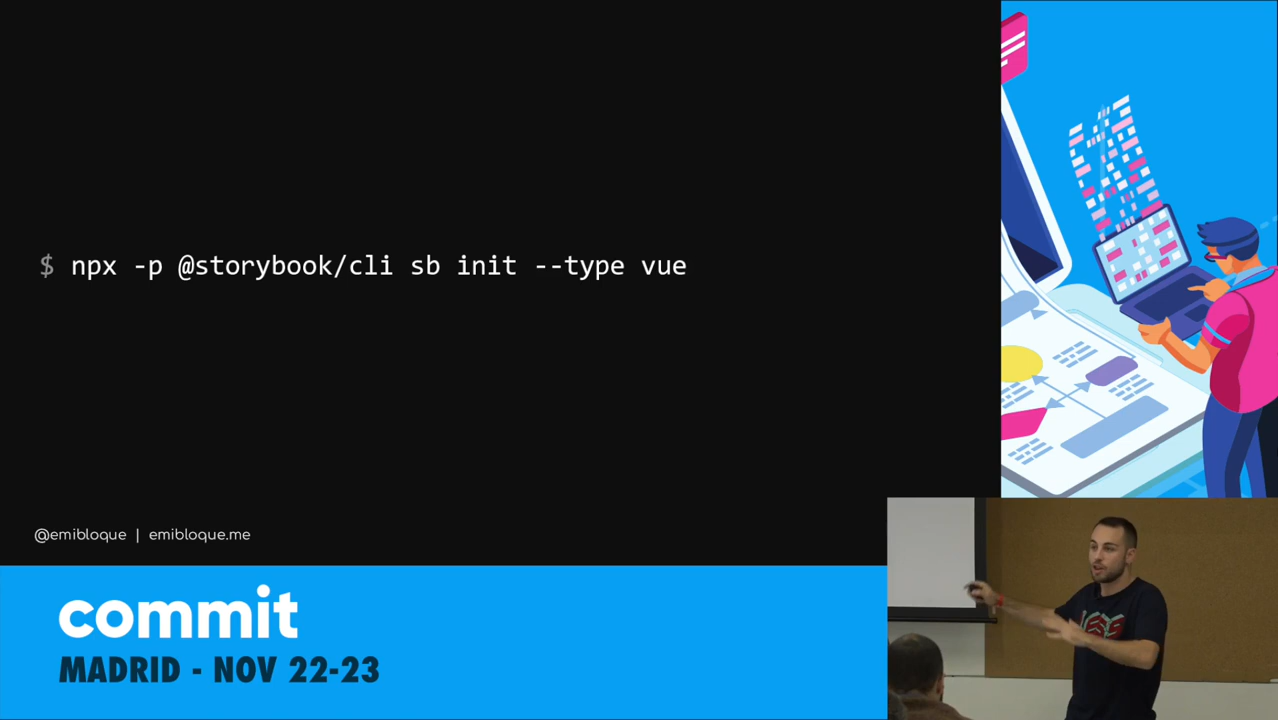 $ npx -p @storybook/cli sb init --type vue
@emibloque | emibloque.me
commit
MADRID - NOV 22-23